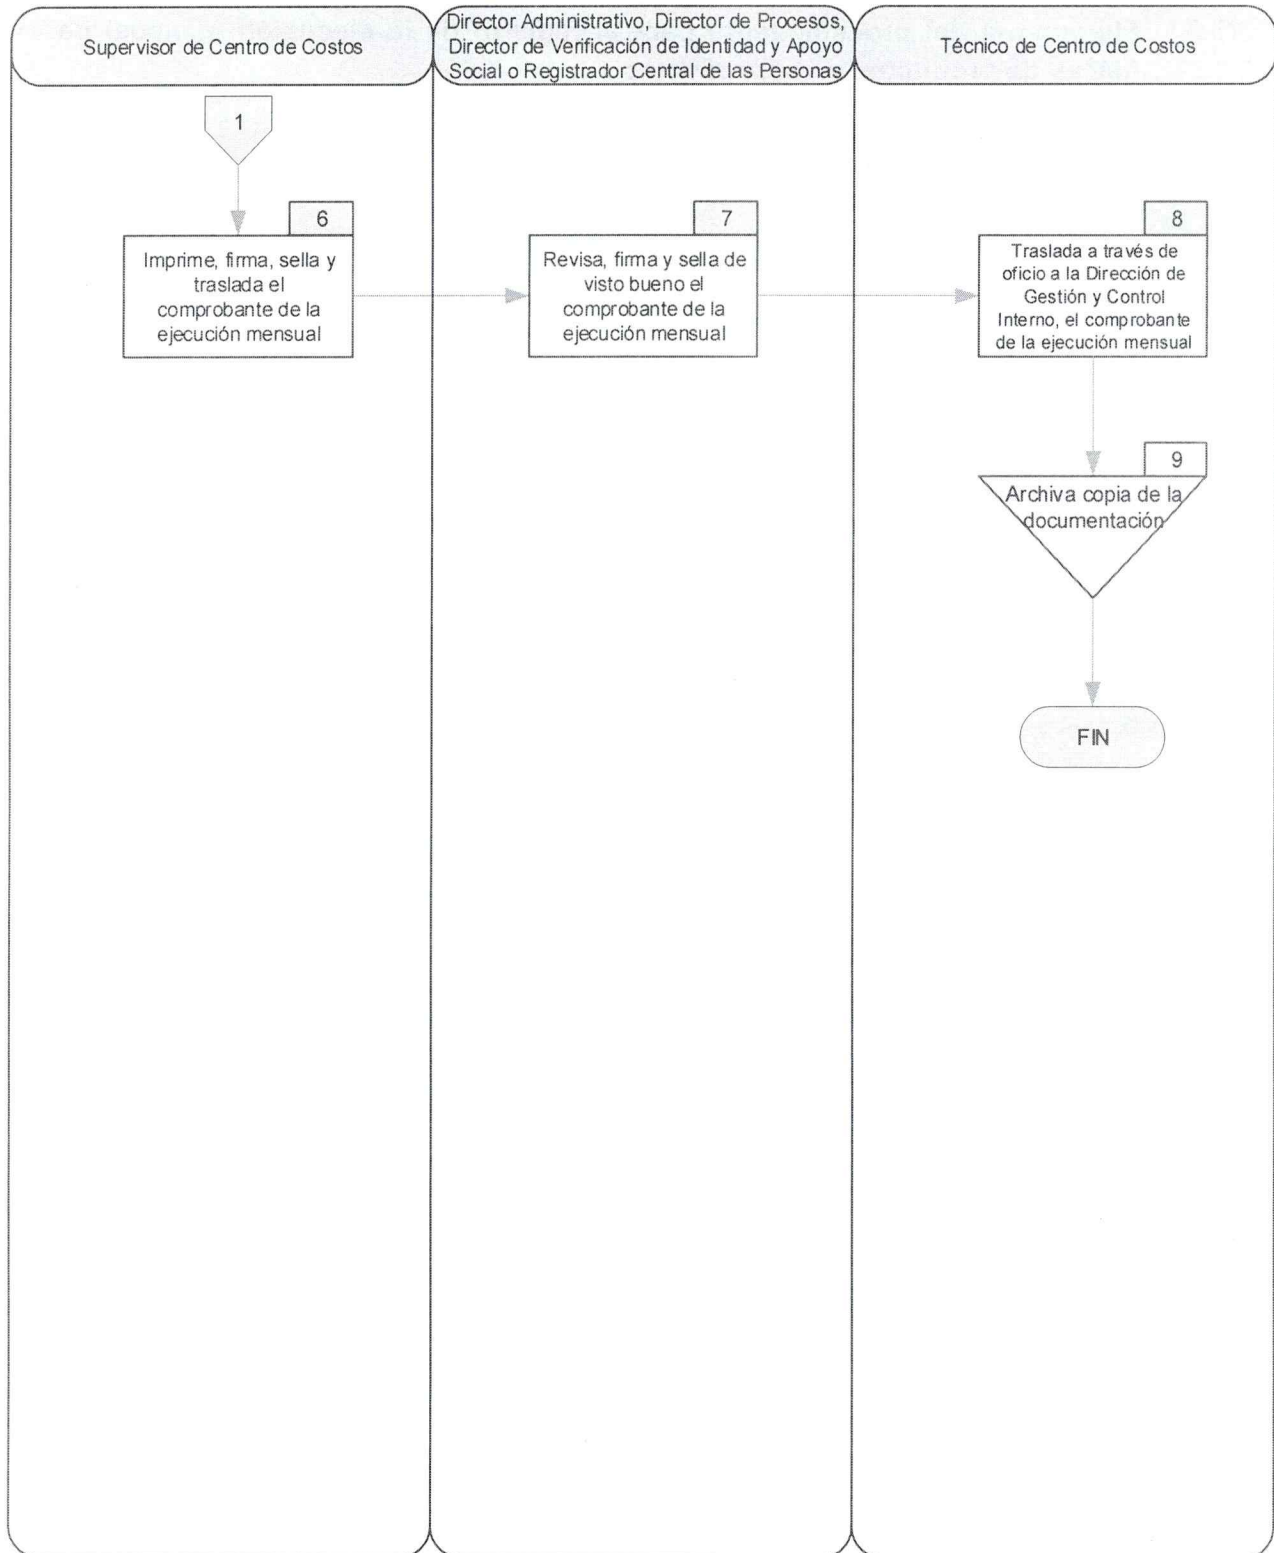 Supervisor de Centro de Costos
Director Administrativo, Director de Procesos,
Director de Verificación de Identidad y Apoyo
Social o Registrador Central de las Personas
Técnico de Centro de Costos
1
6
Imprime, firma, sella y
traslada el
comprobante de la
ejecución mensual
7
Revisa, firma y sella de
visto bueno el
comprobante de la
ejecución mensual
8
Traslada a través de
oficio a la Dirección de
Gestión y Control
Interno, el comprobante
de la ejecución mensual
9
Archiva copia de la
documentación
FIN